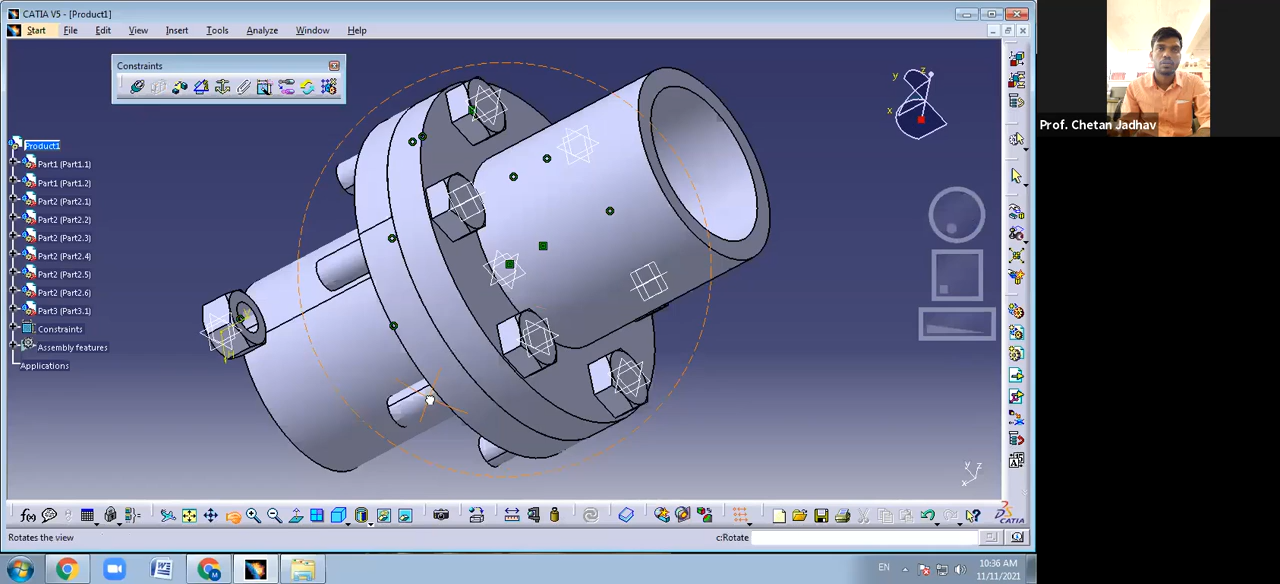 CATIA V5 - [Product1]
Start File Edit View Insert Tools Analyze Window Help
Constraints
Prof. Chetan Jadhav
y z
x
Product1
Part1 (Part1.1)
Part1 (Part1.2)
Part2 (Part2.1)
Part2 (Part2.2)
Part2 (Part2.3)
Part2 (Part2.4)
Part2 (Part2.5)
Part2 (Part2.6)
Part3 (Part3.1)
Constraints
Assembly features
Applications
y z
x
f(x)
CATIA
Rotates the view
c:Rotate
EN
10:36 AM
11/11/2021